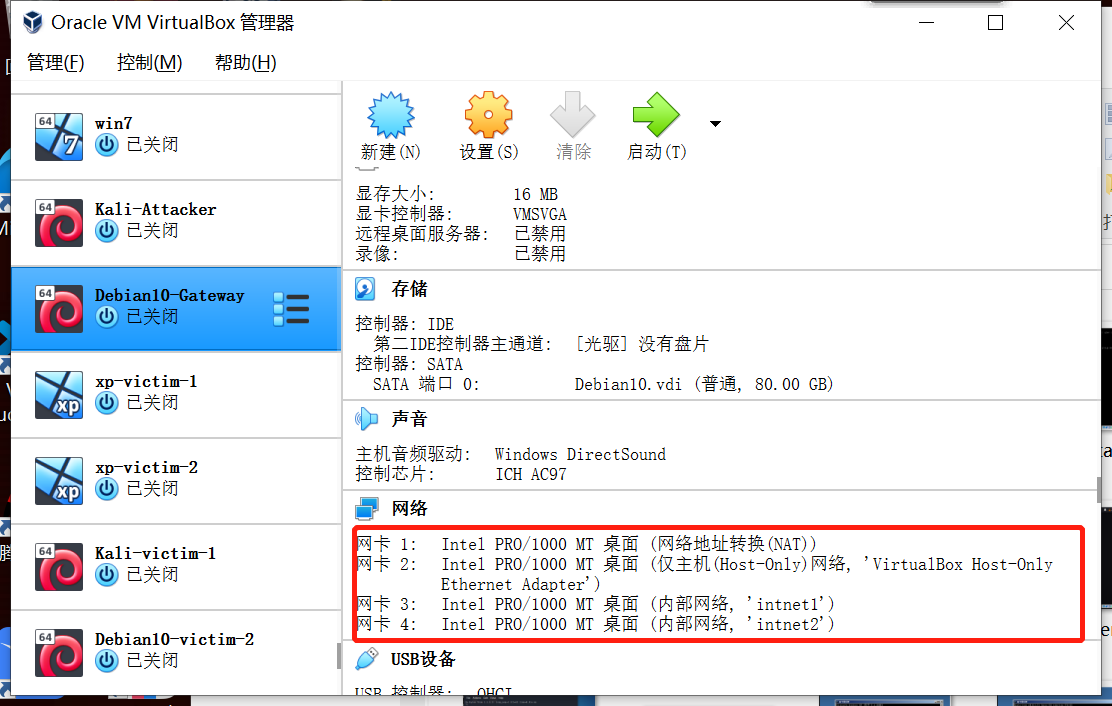 Oracle VM VirtualBox 管理器
管理(F) 控制(M) 帮助(H)
64
win7
已关闭
64
Kali-Attacker
已关闭
64
Debian10-Gateway
已关闭
xp
xp-victim-1
已关闭
xp
xp-victim-2
已关闭
64
Kali-victim-1
已关闭
64
Debian10-victim-2
已关闭
新建(N) 设置(S) 清除 启动(T)
显存大小: 16 MB
显卡控制器: VMSVGA
远程桌面服务器: 已禁用
录像: 已禁用
存储
控制器: IDE
第二IDE控制器主通道: [光驱] 没有盘片
控制器: SATA
SATA 端口 0: Debian10.vdi (普通, 80.00 GB)
声音
主机音频驱动: Windows DirectSound
控制芯片: ICH AC97
网络
网卡 1: Intel PRO/1000 MT 桌面 (网络地址转换(NAT))
网卡 2: Intel PRO/1000 MT 桌面 (仅主机(Host-Only)网络, 'VirtualBox Host-Only
Ethernet Adapter')
网卡 3: Intel PRO/1000 MT 桌面 (内部网络, 'intnet1')
网卡 4: Intel PRO/1000 MT 桌面 (内部网络, 'intnet2')
USB设备
USB 控制器: OHCI